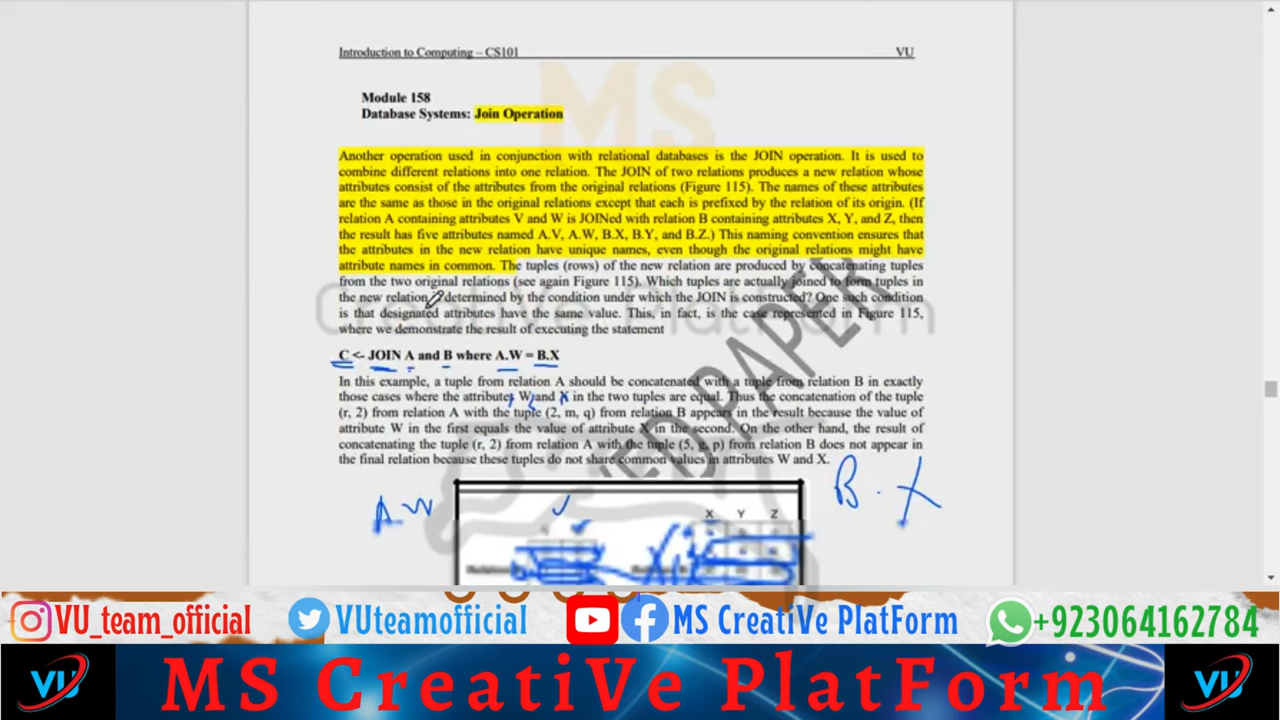 Introduction to Computing – CS101 VU
Module 158
Database Systems: Join Operation
Another operation used in conjunction with relational databases is the JOIN operation. It is used to
combine different relations into one relation. The JOIN of two relations produces a new relation whose
attributes consist of the attributes from the original relations (Figure 115). The names of these attributes
are the same as those in the original relations except that each is prefixed by the relation of its origin. (If
relation A containing attributes V and W is JOINed with relation B containing attributes X, Y, and Z, then
the result has five attributes named A.V, A.W, B.X, B.Y, and B.Z.) This naming convention ensures that
the attributes in the new relation have unique names, even though the original relations might have
attribute names in common. The tuples (rows) of the new relation are produced by concatenating tuples
from the two original relations (see again Figure 115). Which tuples are actually joined to form tuples in
the new relation determined by the condition under which the JOIN is constructed? One such condition
is that designated attributes have the same value. This, in fact, is the case represented in Figure 115,
where we demonstrate the result of executing the statement
C <- JOIN A and B where A.W = B.X
In this example, a tuple from relation A should be concatenated with a tuple from relation B in exactly
those cases where the attributes W and X in the two tuples are equal. Thus the concatenation of the tuple
(r, 2) from relation A with the tuple (2, m, q) from relation B appears in the result because the value of
attribute W in the first equals the value of attribute X in the second. On the other hand, the result of
concatenating the tuple (r, 2) from relation A with the tuple (5, g, p) from relation B does not appear in
the final relation because these tuples do not share common values in attributes W and X.
A W
B . X
X Y Z
MS
Creative Platform
PAPER
VU_team_official VUteamofficial MS CreatiVe PlatForm +923064162784
VU MS CreatiVe PlatForm VU